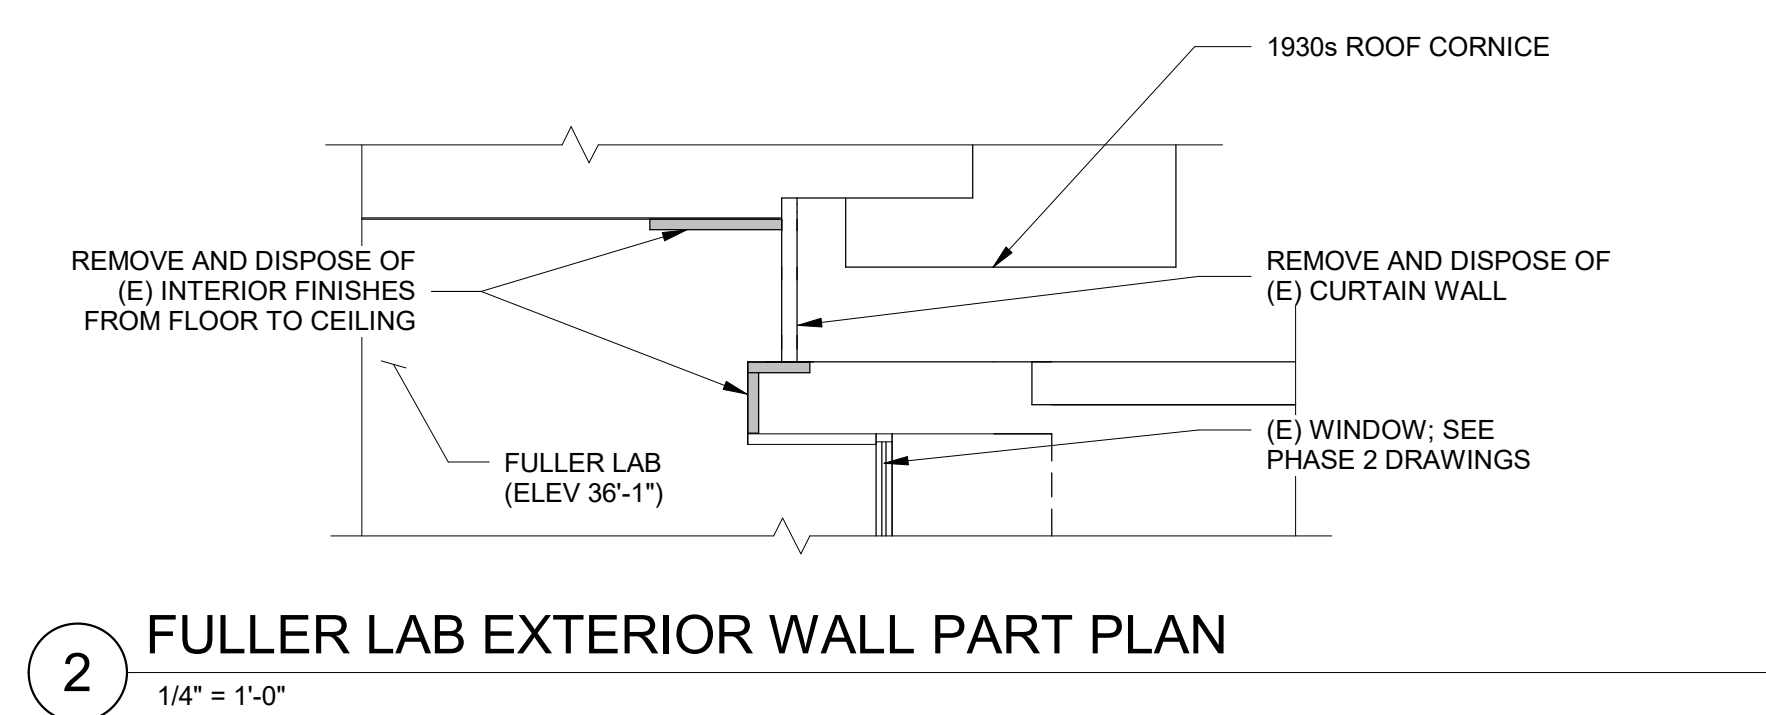 1930s ROOF CORNICE
REMOVE AND DISPOSE OF
(E) INTERIOR FINISHES
FROM FLOOR TO CEILING
REMOVE AND DISPOSE OF
(E) CURTAIN WALL
FULLER LAB
(ELEV 36'-1")
(E) WINDOW; SEE
PHASE 2 DRAWINGS
2
FULLER LAB EXTERIOR WALL PART PLAN
1/4" = 1'-0"